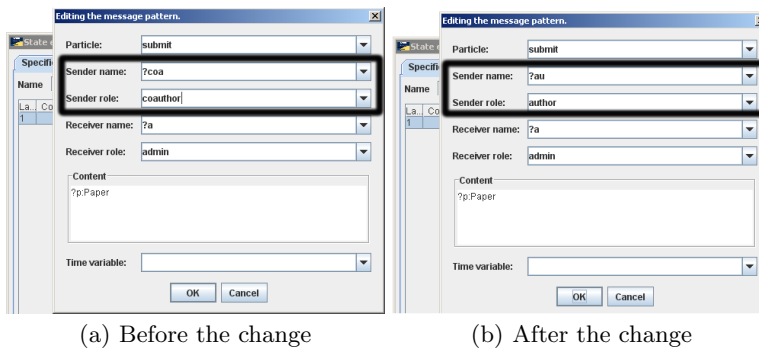 Editing the message pattern.
State
Specifi
Name
La... Co
1
Particle: submit
Sender name: ?coa
Sender role: coauthor
Receiver name: ?a
Receiver role: admin
Content
?p:Paper
Time variable:
OK Cancel
(a) Before the change
Editing the message pattern.
State
Specifi
Name
La... Co
1
Particle: submit
Sender name: ?au
Sender role: author
Receiver name: ?a
Receiver role: admin
Content
?p:Paper
Time variable:
OK Cancel
(b) After the change